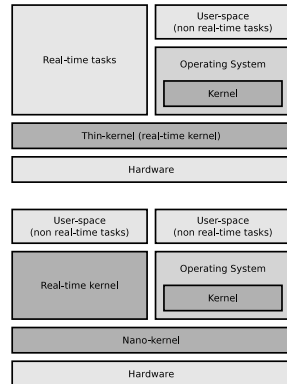 Real-time tasks
User-space
(non real-time tasks)
Operating System
Kernel
Thin-kernel (real-time kernel)
Hardware
User-space
(non real-time tasks)
User-space
(non real-time tasks)
Real-time kernel
Operating System
Kernel
Nano-kernel
Hardware